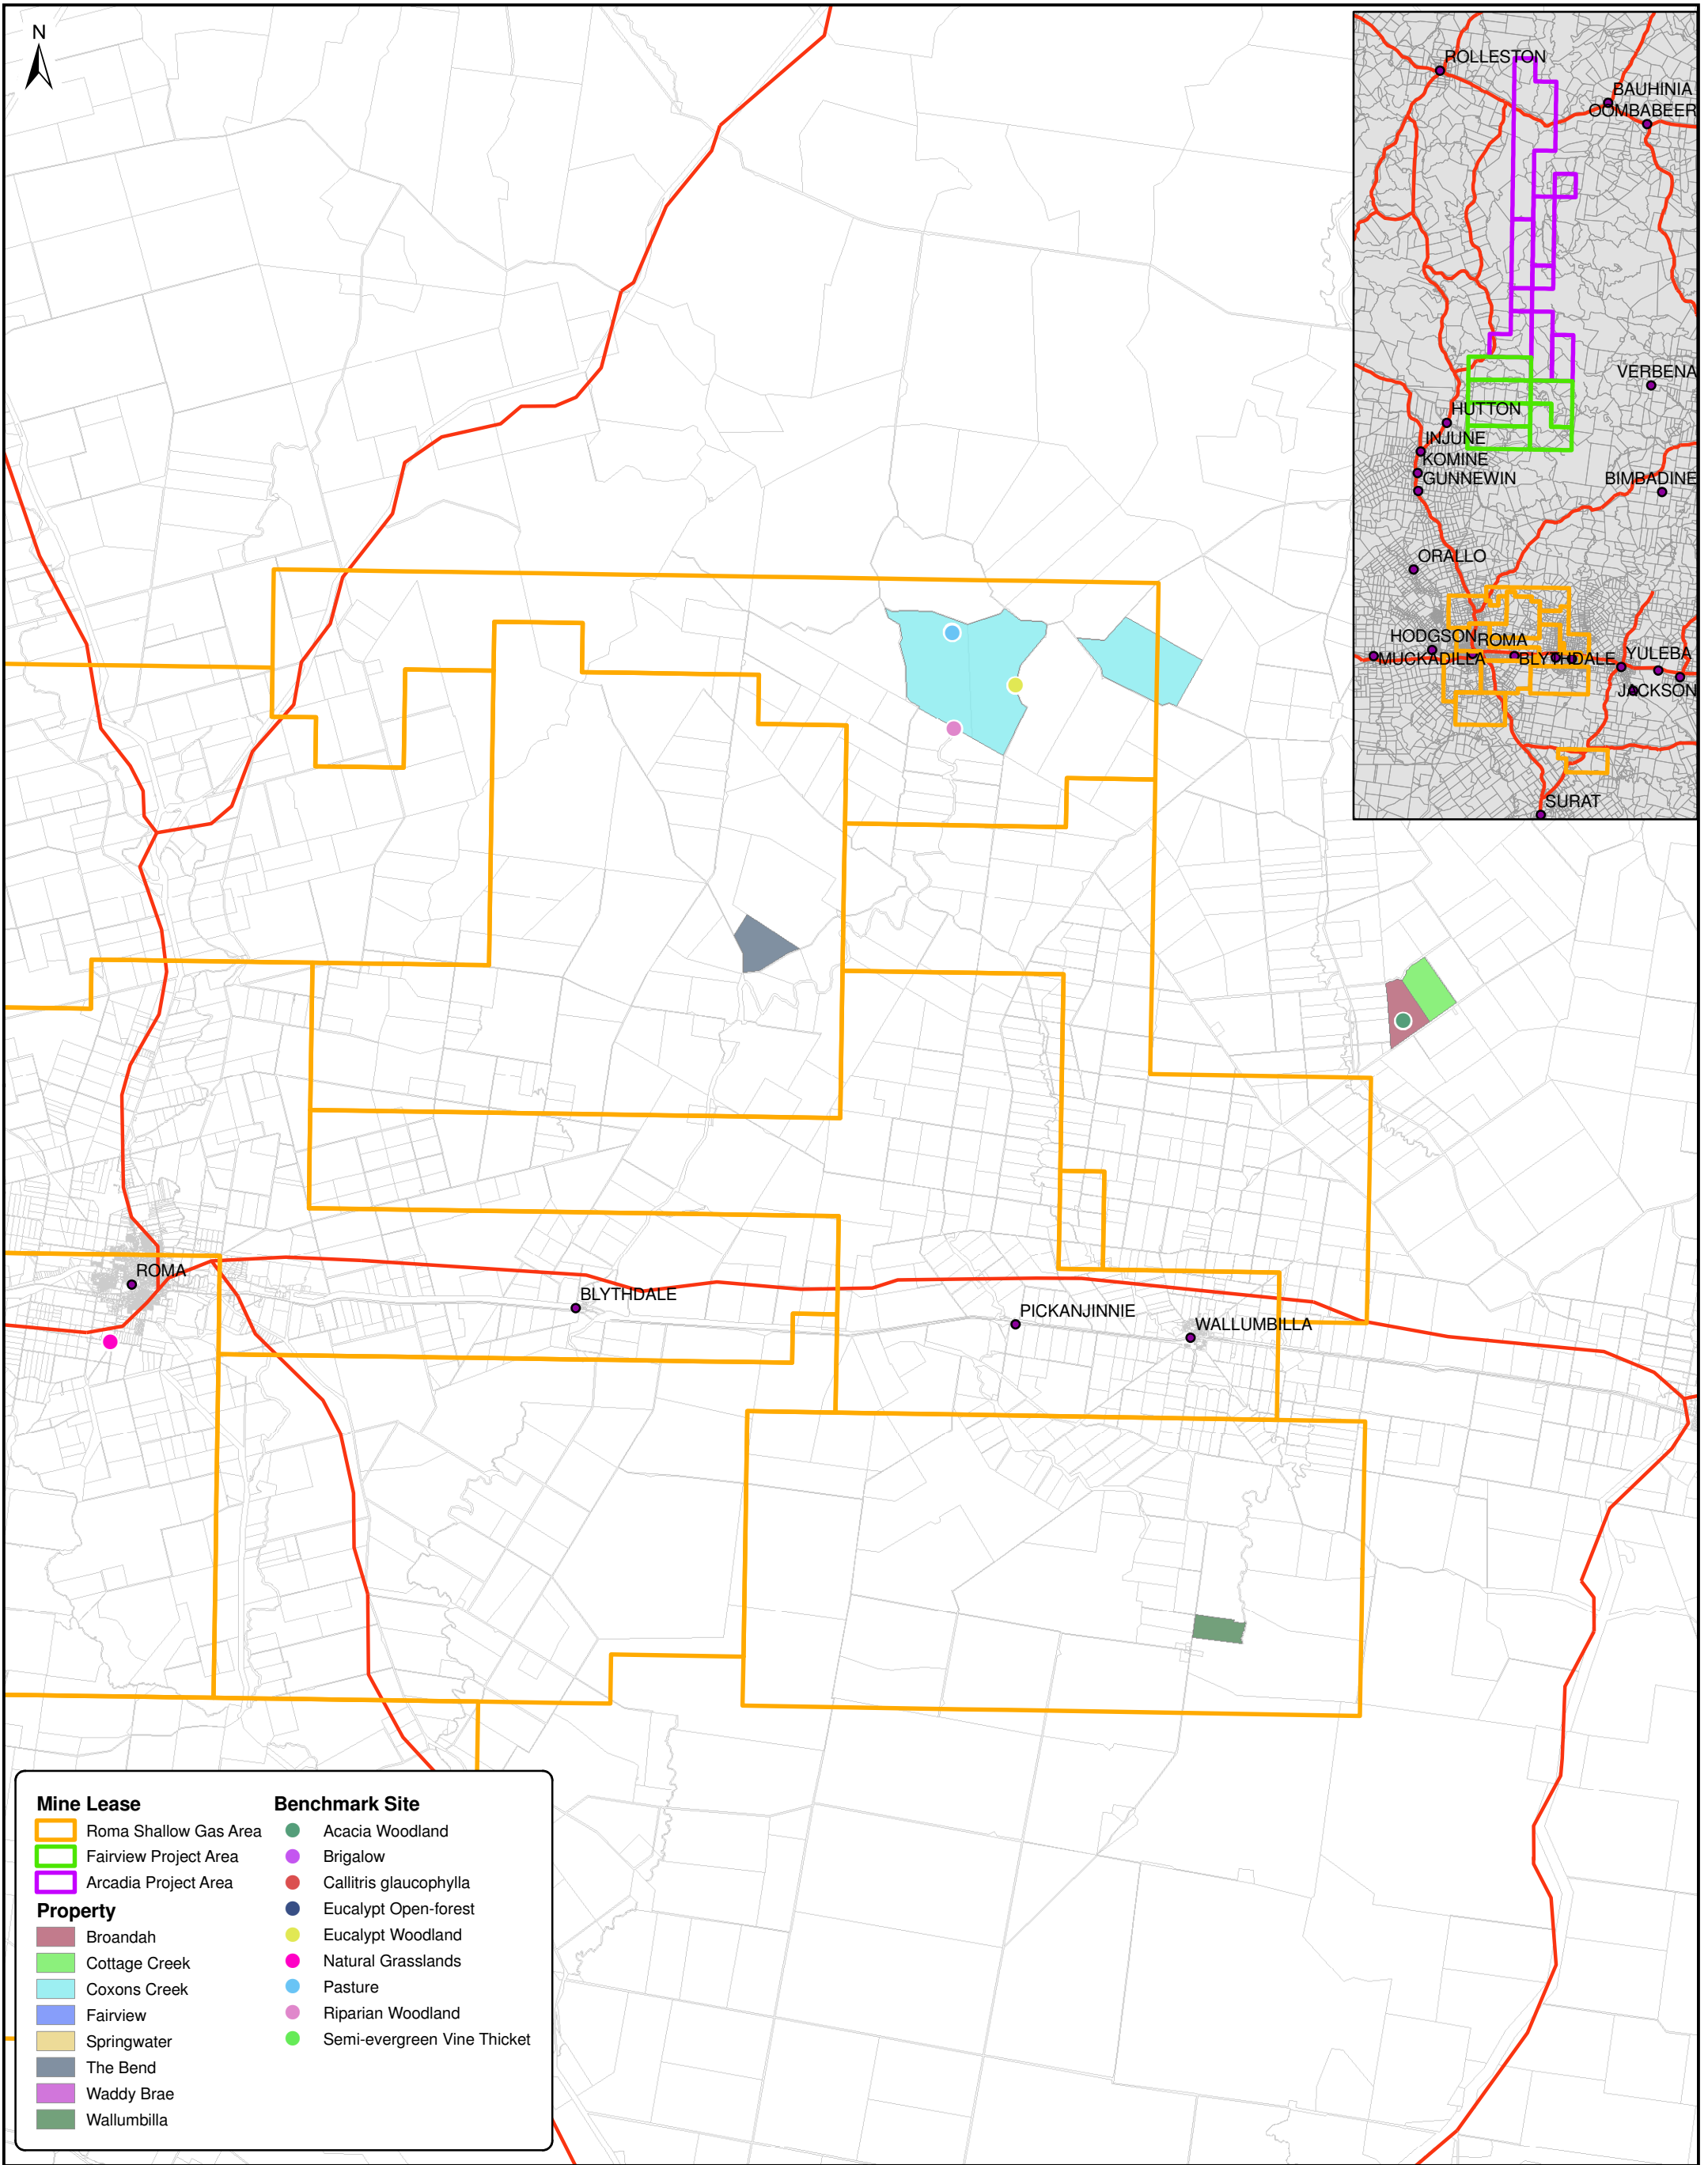 N
ROLLESTON
BAUHINIA
OOMBABEER
VERBENA
HUTTON
INJUNE
KOMINE
GUNNEWIN
BIMBADINE
ORALLO
HODGSON
ROMA
MUCKADILLA
BLYTHDALE
YULEBA
JACKSON
SURAT
ROMA
BLYTHDALE
PICKANJINNIE
WALLUMBILLA
Mine Lease
Roma Shallow Gas Area
Fairview Project Area
Arcadia Project Area
Property
Broandah
Cottage Creek
Coxons Creek
Fairview
Springwater
The Bend
Waddy Brae
Wallumbilla
Benchmark Site
Acacia Woodland
Brigalow
Callitris glaucophylla
Eucalypt Open-forest
Eucalypt Woodland
Natural Grasslands
Pasture
Riparian Woodland
Semi-evergreen Vine Thicket